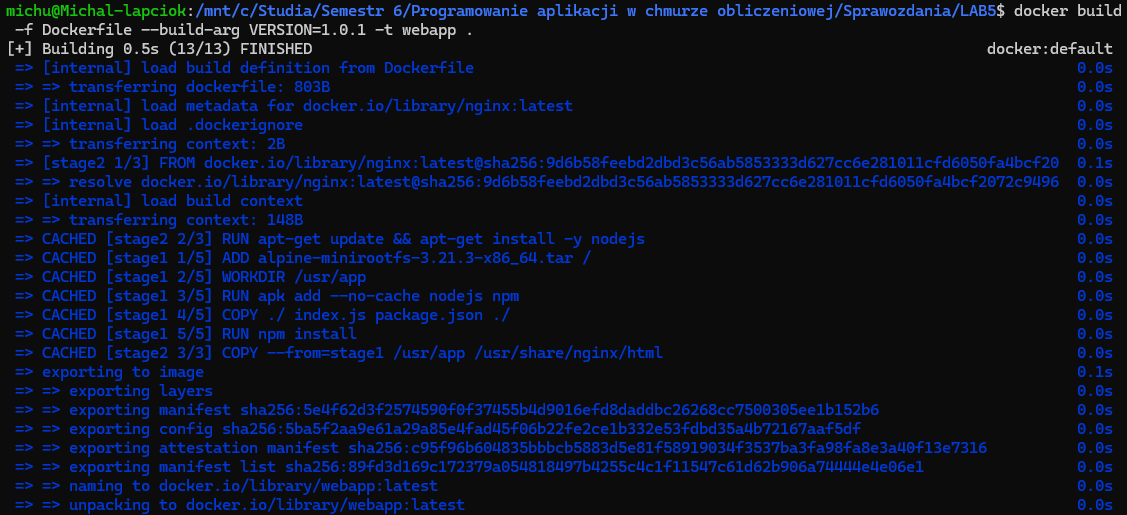 michu@Michal-lapciok:/mnt/c/Studia/Semestr 6/Programowanie aplikacji w chmurze obliczeniowej/Sprawozdania/LAB5$ docker build
-f Dockerfile --build-arg VERSION=1.0.1 -t webapp .
[+] Building 0.5s (13/13) FINISHED docker:default
=> [internal] load build definition from Dockerfile 0.0s
=> => transferring dockerfile: 803B 0.0s
=> [internal] load metadata for docker.io/library/nginx:latest 0.0s
=> [internal] load .dockerignore 0.0s
=> => transferring context: 2B 0.0s
=> [stage2 1/3] FROM docker.io/library/nginx:latest@sha256:9d6b58feebd2dbd3c56ab5853333d627cc6e281011cfd6050fa4bcf20 0.1s
=> => resolve docker.io/library/nginx:latest@sha256:9d6b58feebd2dbd3c56ab5853333d627cc6e281011cfd6050fa4bcf2072c9496 0.0s
=> [internal] load build context 0.0s
=> => transferring context: 148B 0.0s
=> CACHED [stage2 2/3] RUN apt-get update && apt-get install -y nodejs 0.0s
=> CACHED [stage1 1/5] ADD alpine-minirootfs-3.21.3-x86_64.tar / 0.0s
=> CACHED [stage1 2/5] WORKDIR /usr/app 0.0s
=> CACHED [stage1 3/5] RUN apk add --no-cache nodejs npm 0.0s
=> CACHED [stage1 4/5] COPY ./ index.js package.json ./ 0.0s
=> CACHED [stage1 5/5] RUN npm install 0.0s
=> CACHED [stage2 3/3] COPY --from=stage1 /usr/app /usr/share/nginx/html 0.0s
=> exporting to image 0.1s
=> => exporting layers 0.0s
=> => exporting manifest sha256:5e4f62d3f2574590f0f37455b4d9016efd8daddbc26268cc7500305ee1b152b6 0.0s
=> => exporting config sha256:5ba5f2aa9e61a29a85e4fad45f06b22fe2ce1b332e53fdbd35a4b72167aaf5df 0.0s
=> => exporting attestation manifest sha256:c95f96b604835bbbcb5883d5e81f58919034f3537ba3fa98fa8e3a40f13e7316 0.0s
=> => exporting manifest list sha256:89fd3d169c172379a054818497b4255c4c1f11547c61d62b906a74444e4e06e1 0.0s
=> => naming to docker.io/library/webapp:latest 0.0s
=> => unpacking to docker.io/library/webapp:latest 0.0s